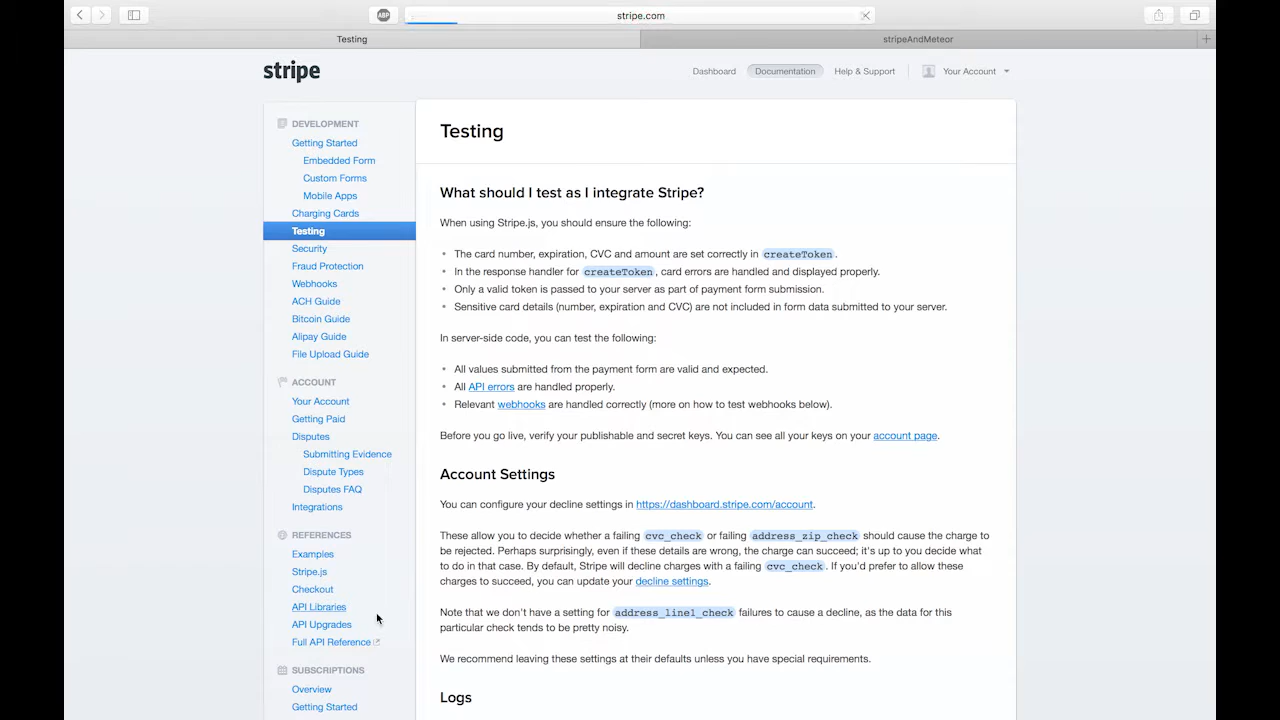 ABP
stripe.com
Testing
stripeAndMeteor
stripe
Dashboard
Documentation
Help & Support
Your Account
DEVELOPMENT
Getting Started
Embedded Form
Custom Forms
Mobile Apps
Charging Cards
Testing
Security
Fraud Protection
Webhooks
ACH Guide
Bitcoin Guide
Alipay Guide
File Upload Guide
ACCOUNT
Your Account
Getting Paid
Disputes
Submitting Evidence
Dispute Types
Disputes FAQ
Integrations
REFERENCES
Examples
Stripe.js
Checkout
API Libraries
API Upgrades
Full API Reference
SUBSCRIPTIONS
Overview
Getting Started
Testing
What should I test as I integrate Stripe?
When using Stripe.js, you should ensure the following:
• The card number, expiration, CVC and amount are set correctly in createToken.
• In the response handler for createToken, card errors are handled and displayed properly.
• Only a valid token is passed to your server as part of payment form submission.
• Sensitive card details (number, expiration and CVC) are not included in form data submitted to your server.
In server-side code, you can test the following:
• All values submitted from the payment form are valid and expected.
• All API errors are handled properly.
• Relevant webhooks are handled correctly (more on how to test webhooks below).
Before you go live, verify your publishable and secret keys. You can see all your keys on your account page.
Account Settings
You can configure your decline settings in https://dashboard.stripe.com/account.
These allow you to decide whether a failing cvc_check or failing address_zip_check should cause the charge to
be rejected. Perhaps surprisingly, even if these details are wrong, the charge can succeed; it's up to you decide what
to do in that case. By default, Stripe will decline charges with a failing cvc_check. If you'd prefer to allow these
charges to succeed, you can update your decline settings.
Note that we don't have a setting for address_line1_check failures to cause a decline, as the data for this
particular check tends to be pretty noisy.
We recommend leaving these settings at their defaults unless you have special requirements.
Logs